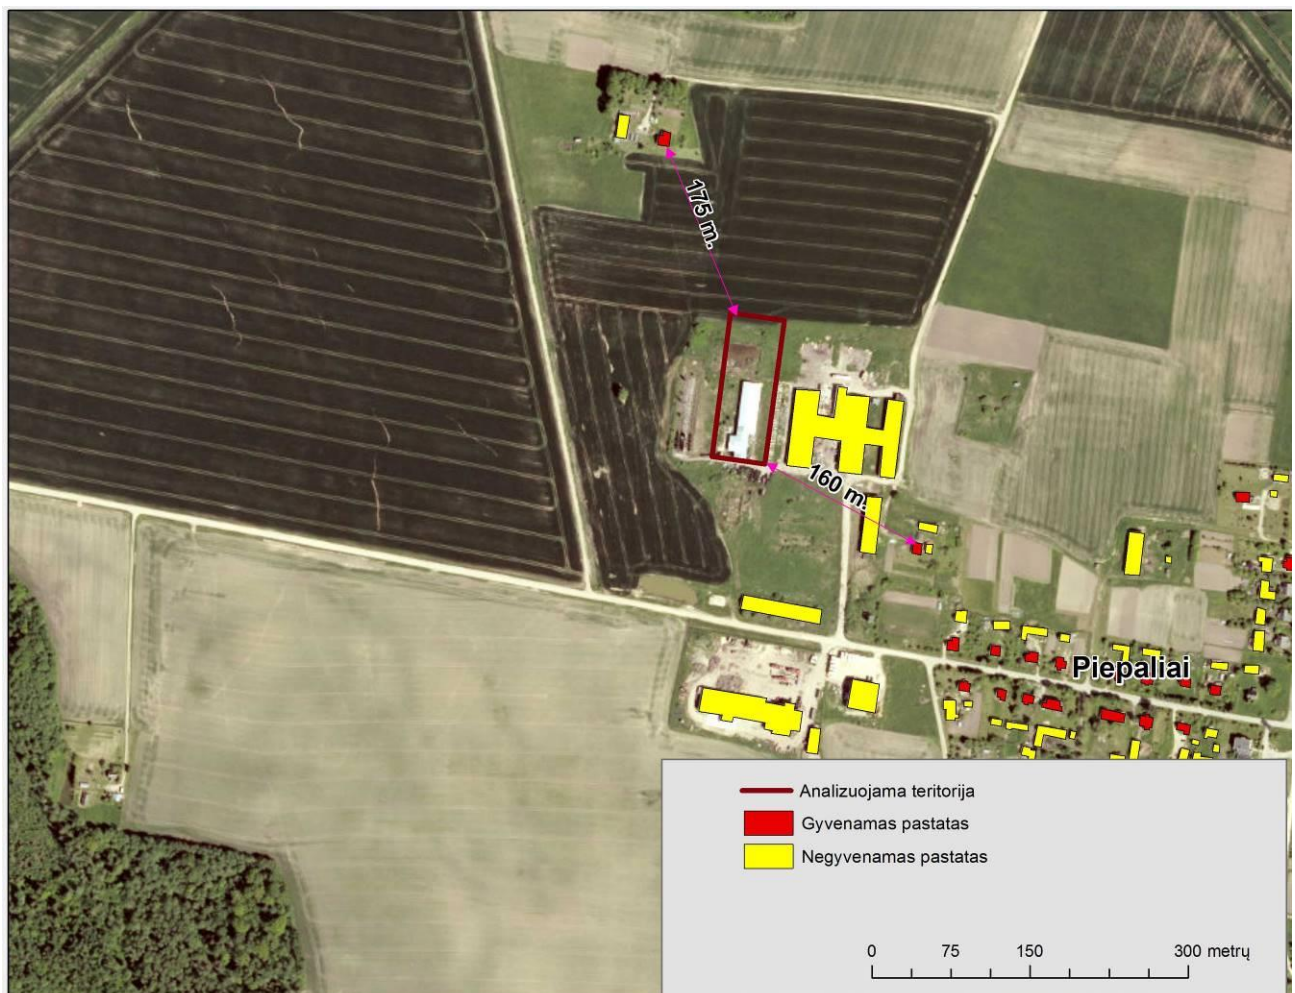 175 m.
160 m.
Piepaliai
Analizuojama teritorija
Gyvenamas pastatas
Negyvenamas pastatas
0 75 150 300 metrų